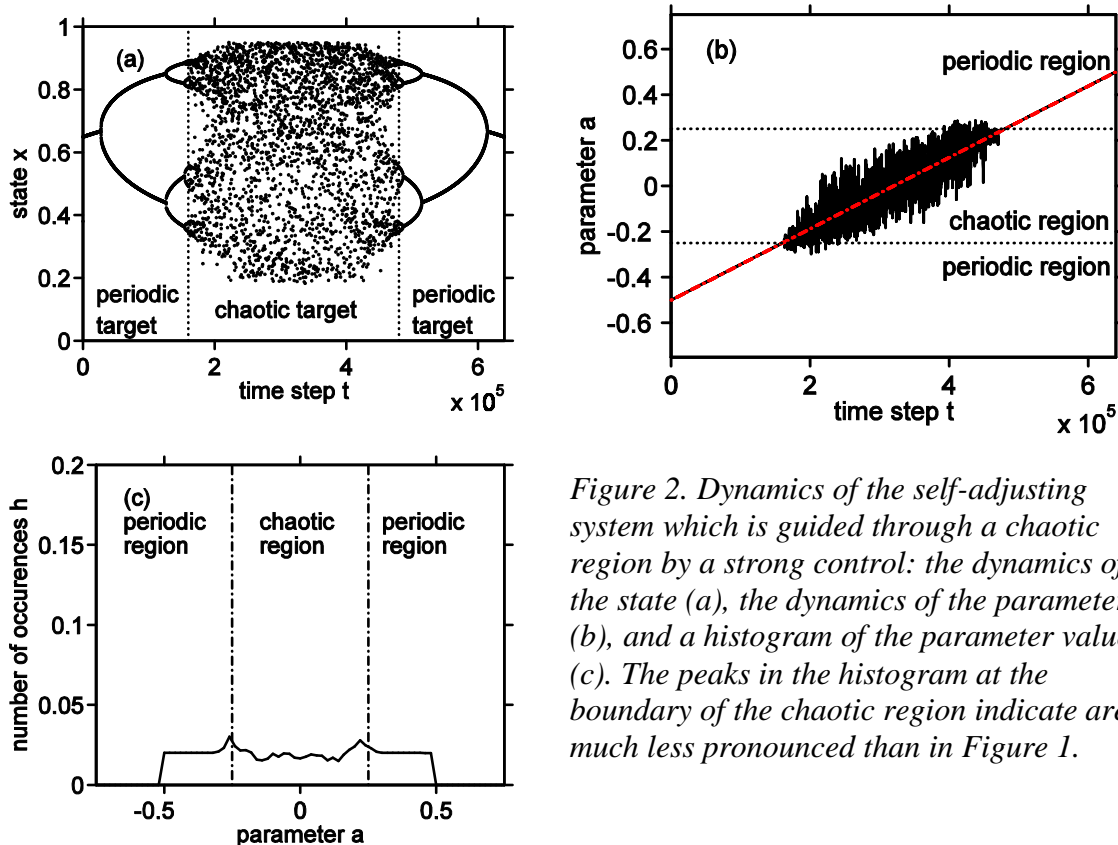 (a)
1
0.8
0.6
0.4
0.2
0
state x
periodic
target
chaotic target
periodic
target
0 2 4 6
time step t
x 10^5
(b)
0.6
0.4
0.2
0
-0.2
-0.4
-0.6
parameter a
periodic region
chaotic region
periodic region
0 2 4 6
time step t
x 10^5
(c)
0.2
0.15
0.1
0.05
0
number of occurences h
periodic
region
chaotic
region
periodic
region
-0.5 0 0.5
parameter a
Figure 2. Dynamics of the self-adjusting
system which is guided through a chaotic
region by a strong control: the dynamics of
the state (a), the dynamics of the parameter
(b), and a histogram of the parameter value
(c). The peaks in the histogram at the
boundary of the chaotic region indicate are
much less pronounced than in Figure 1.